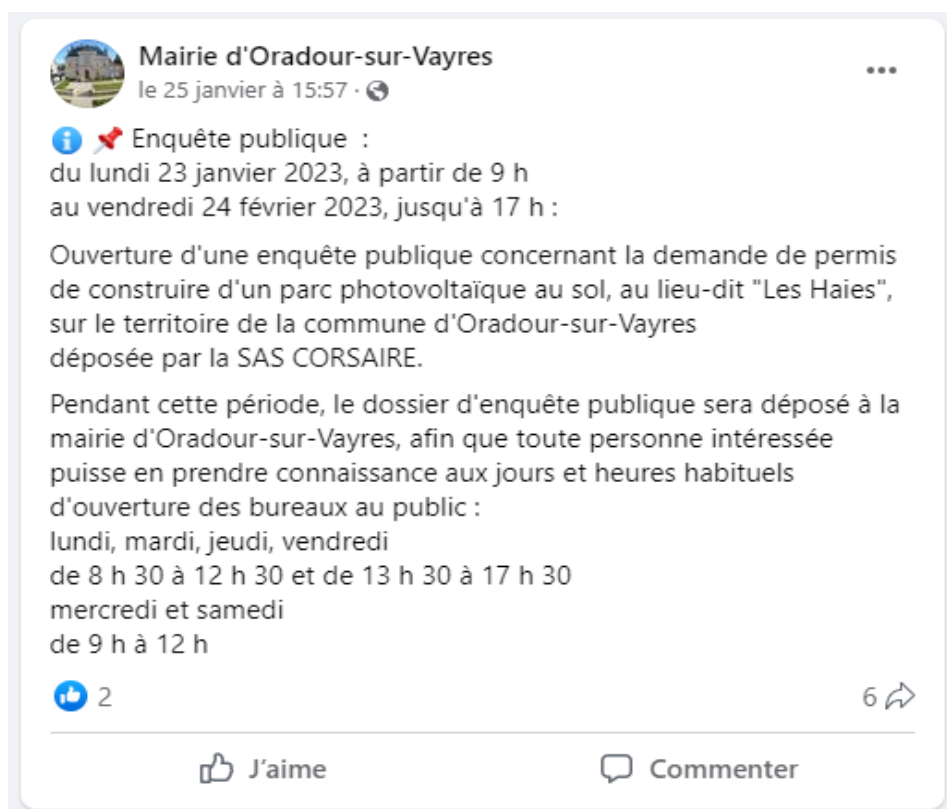 Mairie d'Oradour-sur-Vayres
le 25 janvier à 15:57 ·
Enquête publique :
du lundi 23 janvier 2023, à partir de 9 h
au vendredi 24 février 2023, jusqu'à 17 h :
Ouverture d'une enquête publique concernant la demande de permis
de construire d'un parc photovoltaïque au sol, au lieu-dit "Les Haies",
sur le territoire de la commune d'Oradour-sur-Vayres
déposée par la SAS CORSAIRE.
Pendant cette période, le dossier d'enquête publique sera déposé à la
mairie d'Oradour-sur-Vayres, afin que toute personne intéressée
puisse en prendre connaissance aux jours et heures habituels
d'ouverture des bureaux au public :
lundi, mardi, jeudi, vendredi
de 8 h 30 à 12 h 30 et de 13 h 30 à 17 h 30
mercredi et samedi
de 9 h à 12 h
2 6
J'aime Commenter